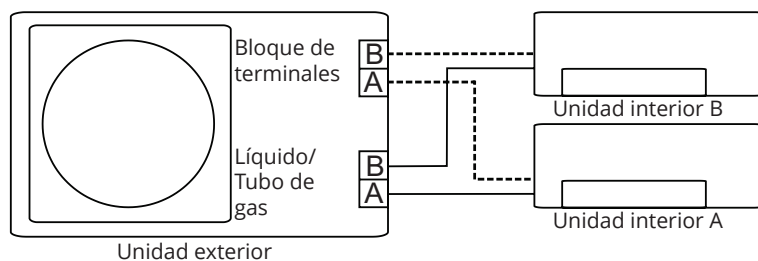 Bloque de
terminales
B
A
Líquido/
Tubo de
gas
B
A
Unidad exterior
Unidad interior B
Unidad interior A